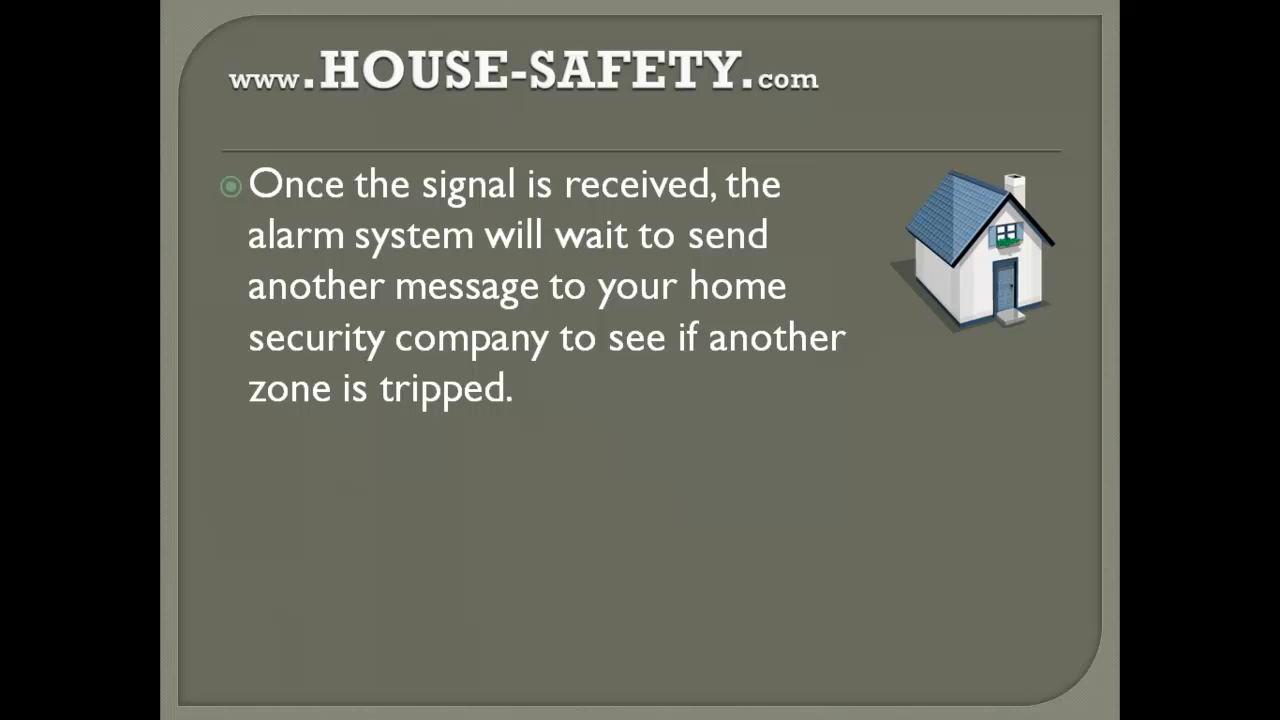 www.HOUSE-SAFETY.com
Once the signal is received, the
alarm system will wait to send
another message to your home
security company to see if another
zone is tripped.